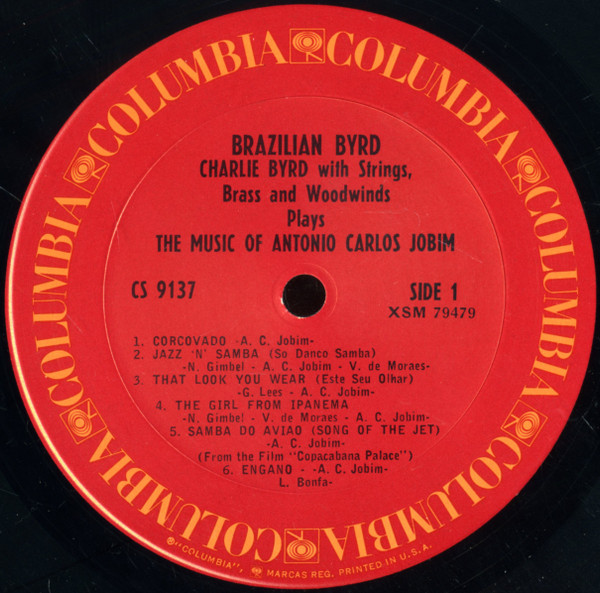 COLUMBIA COLUMBIA COLUMBIA COLUMBIA COLUMBIA COLUMBIA
BRAZILIAN BYRD
CHARLIE BYRD with Strings,
Brass and Woodwinds
Plays
THE MUSIC OF ANTONIO CARLOS JOBIM
CS 9137
SIDE 1
XSM 79479
1. CORCOVADO -A. C. Jobim-
2. JAZZ 'N' SAMBA (So Danco Samba)
-N. Gimbel - A. C. Jobim - V. de Moraes-
3. THAT LOOK YOU WEAR (Este Seu Olhar)
-G. Lees - A. C. Jobim-
4. THE GIRL FROM IPANEMA
-N. Gimbel - V. de Moraes - A. C. Jobim-
5. SAMBA DO AVIAO (SONG OF THE JET)
-A. C. Jobim-
(From the Film "Copacabana Palace")
6. ENGANO - -A. C. Jobim-
L. Bonfa-
®"COLUMBIA", MARCAS REG. PRINTED IN U.S.A.